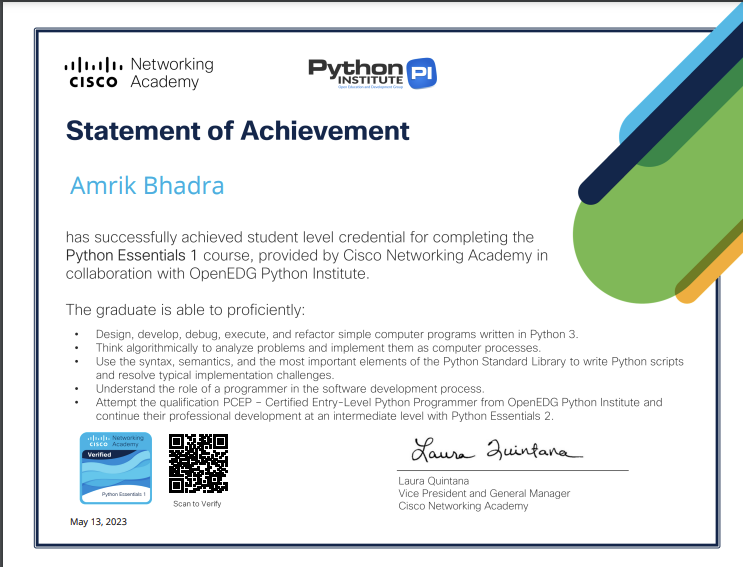 Networking
CISCO Academy
Python PI
INSTITUTE
Open Education and Development Group
Statement of Achievement
Amrik Bhadra
has successfully achieved student level credential for completing the
Python Essentials 1 course, provided by Cisco Networking Academy in
collaboration with OpenEDG Python Institute.
The graduate is able to proficiently:
• Design, develop, debug, execute, and refactor simple computer programs written in Python 3.
• Think algorithmically to analyze problems and implement them as computer processes.
• Use the syntax, semantics, and the most important elements of the Python Standard Library to write Python scripts
and resolve typical implementation challenges.
• Understand the role of a programmer in the software development process.
• Attempt the qualification PCEP – Certified Entry-Level Python Programmer from OpenEDG Python Institute and
continue their professional development at an intermediate level with Python Essentials 2.
Networking
CISCO Academy
Verified
Python Essentials 1
Scan to Verify
May 13, 2023
Laura Quintana
Laura Quintana
Vice President and General Manager
Cisco Networking Academy